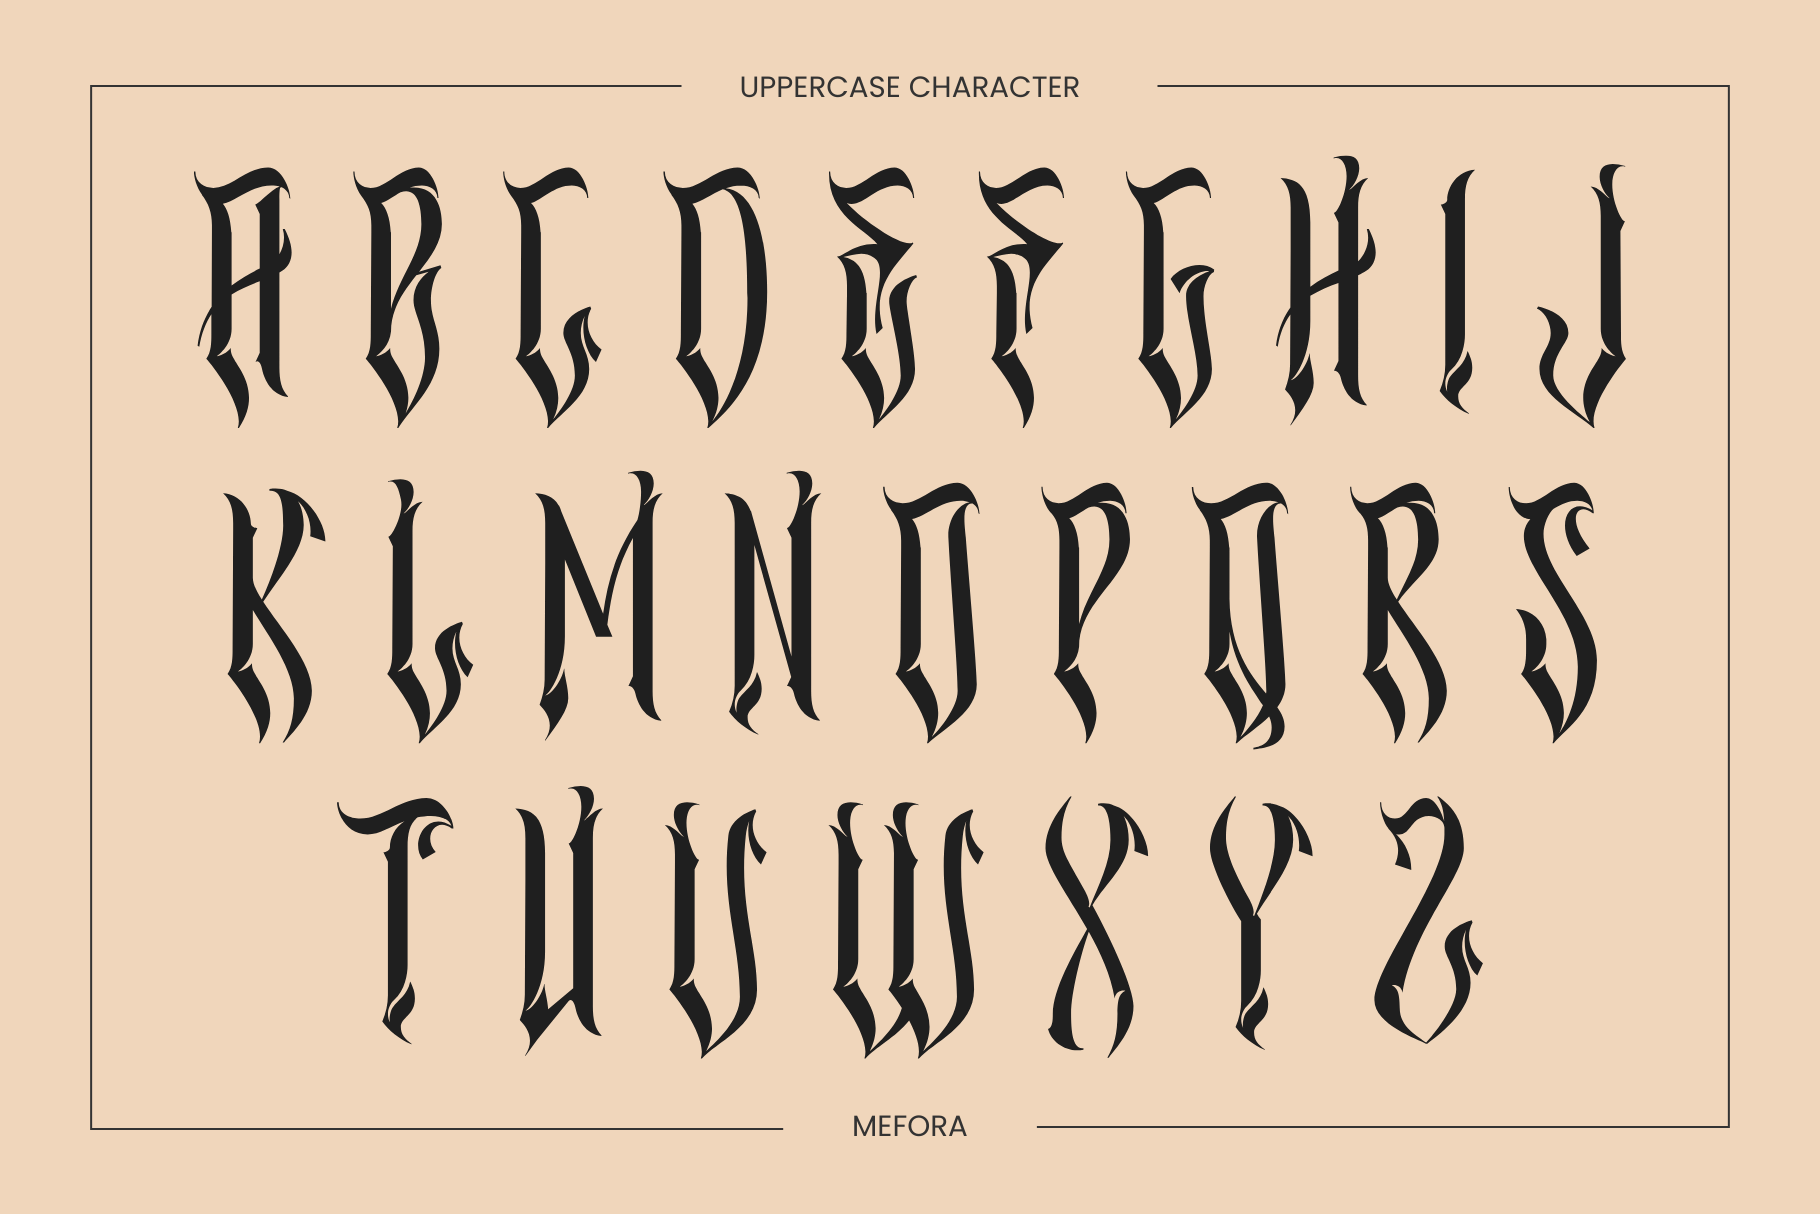 UPPERCASE CHARACTER
A B C D E F G H I J
K L M N O P Q R S
T U V W X Y Z
MEFORA